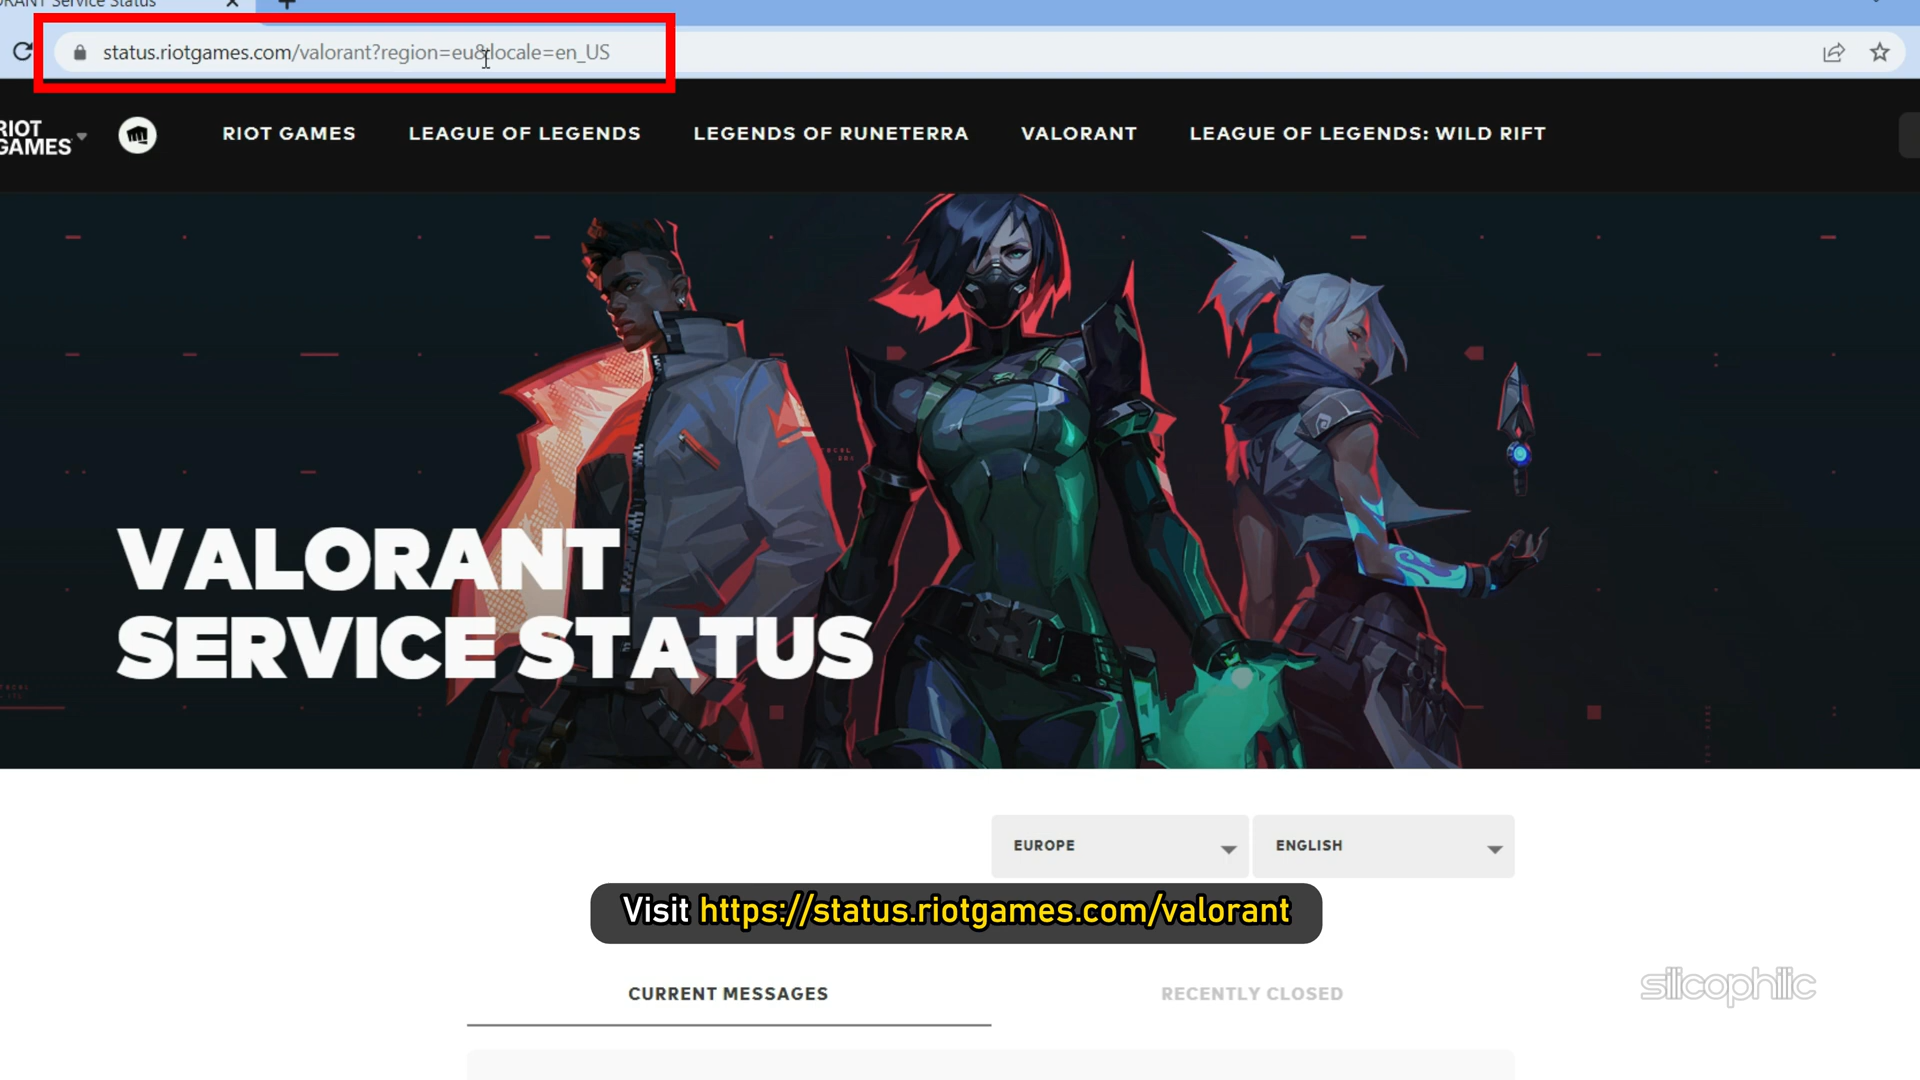 Service Status
status.riotgames.com/valorant?region=eu&locale=en_US
RIOT GAMES
RIOT GAMES
LEAGUE OF LEGENDS
LEGENDS OF RUNETERRA
VALORANT
LEAGUE OF LEGENDS: WILD RIFT
VALORANT
SERVICE STATUS
EUROPE
ENGLISH
Visit https://status.riotgames.com/valorant
CURRENT MESSAGES
RECENTLY CLOSED
silicophilic